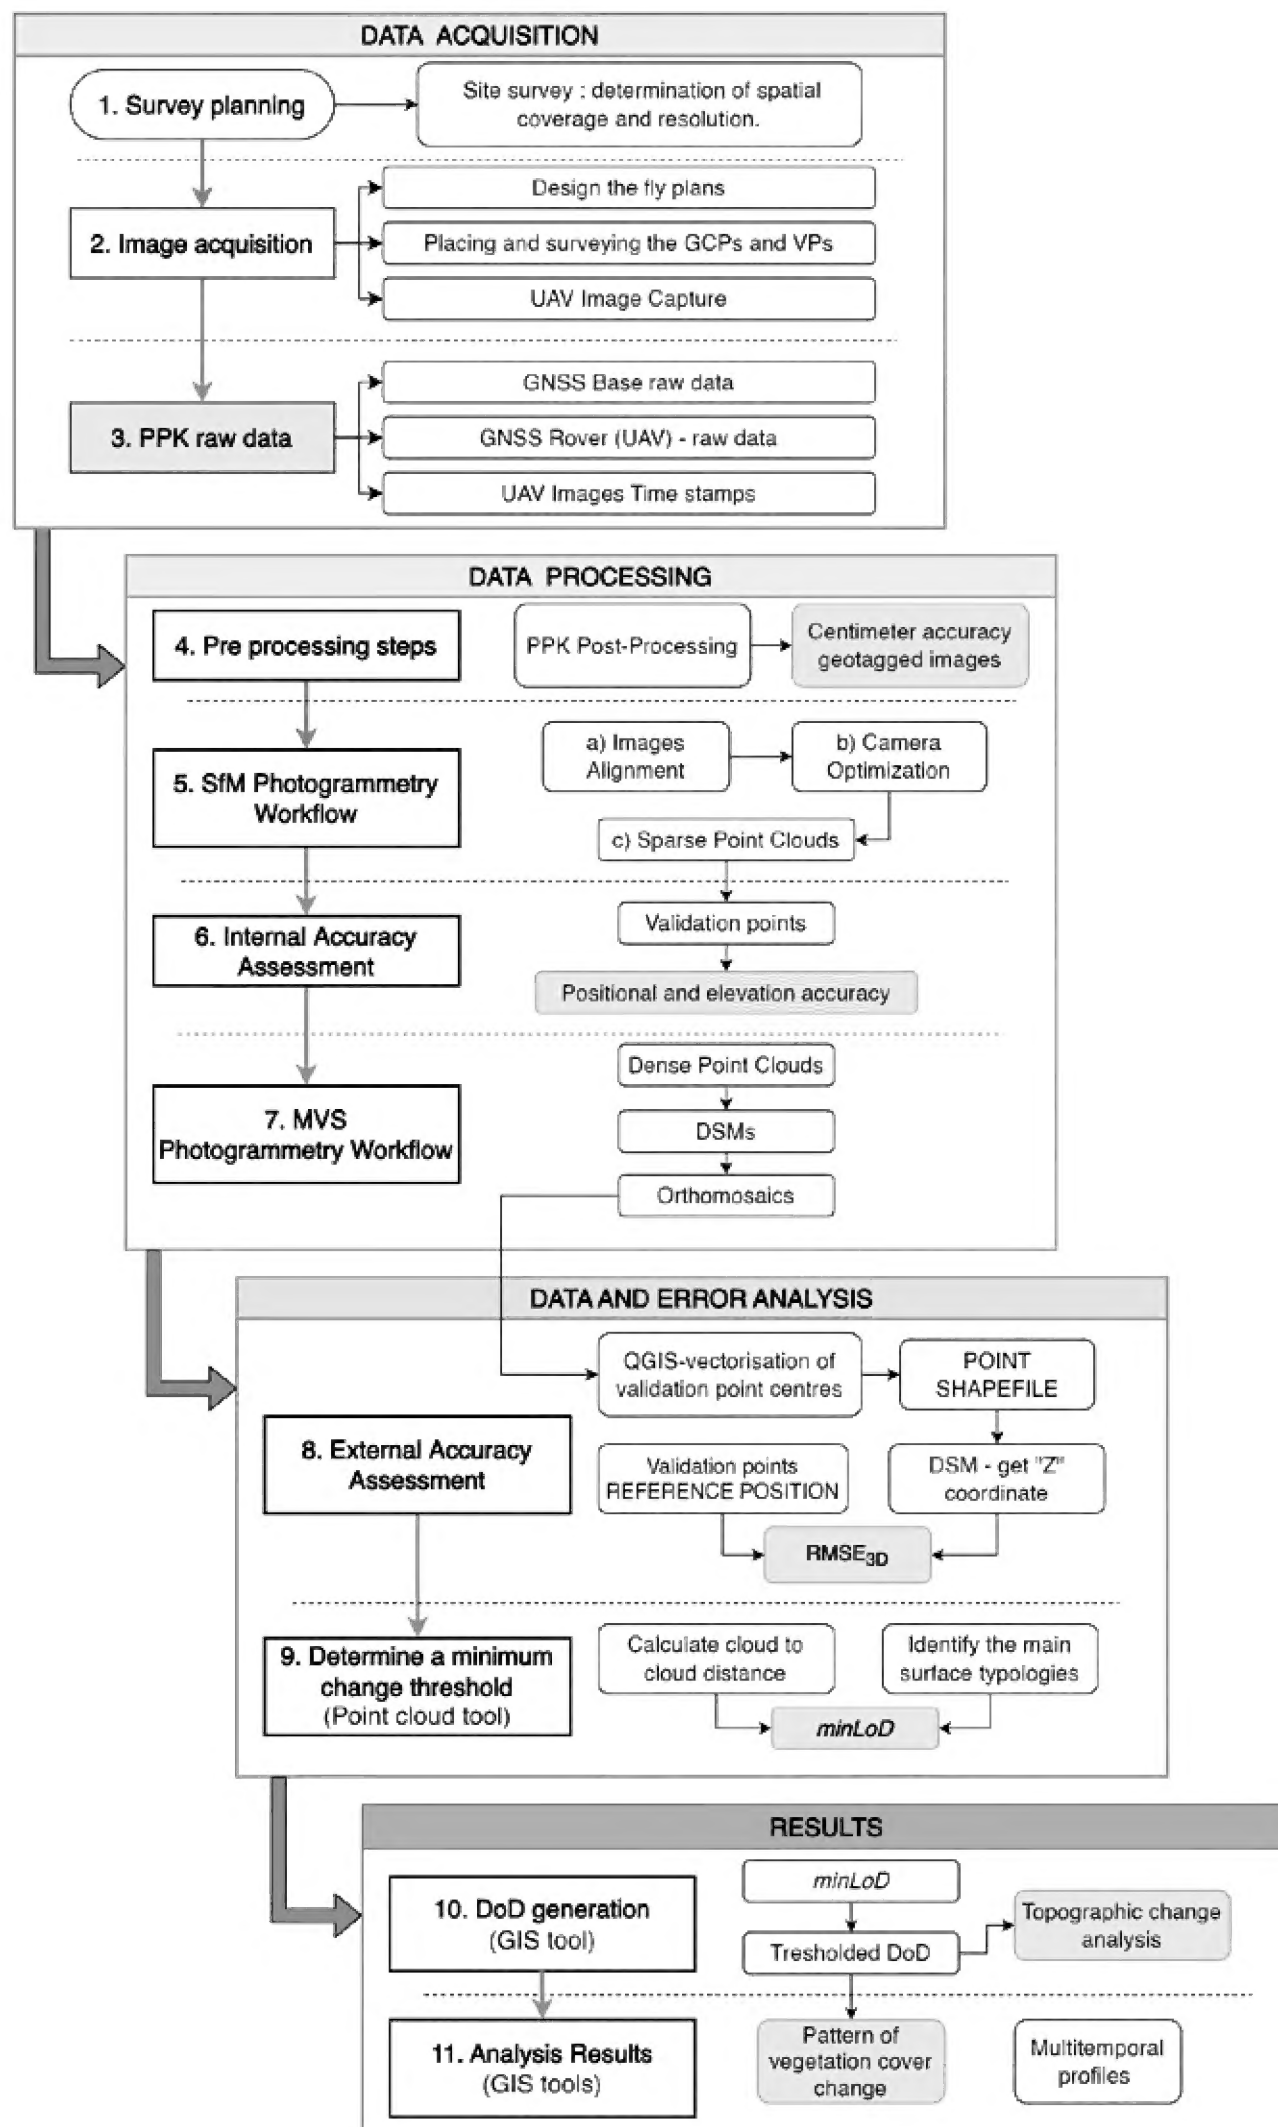 DATA ACQUISITION
1. Survey planning
Site survey : determination of spatial
coverage and resolution.
2. Image acquisition
Design the fly plans
Placing and surveying the GCPs and VPs
UAV Image Capture
3. PPK raw data
GNSS Base raw data
GNSS Rover (UAV) - raw data
UAV Images Time stamps
DATA PROCESSING
4. Pre processing steps
PPK Post-Processing
Centimeter accuracy
geotagged images
5. SfM Photogrammetry
Workflow
a) Images
Alignment
b) Camera
Optimization
c) Sparse Point Clouds
6. Internal Accuracy
Assessment
Validation points
Positional and elevation accuracy
7. MVS
Photogrammetry Workflow
Dense Point Clouds
DSMs
Orthomosaics
DATA AND ERROR ANALYSIS
8. External Accuracy
Assessment
QGIS-vectorisation of
validation point centres
POINT
SHAPEFILE
Validation points
REFERENCE POSITION
DSM - get "Z"
coordinate
RMSE3D
9. Determine a minimum
change threshold
(Point cloud tool)
Calculate cloud to
cloud distance
Identify the main
surface typologies
minLoD
RESULTS
10. DoD generation
(GIS tool)
minLoD
Tresholded DoD
Topographic change
analysis
11. Analysis Results
(GIS tools)
Pattern of
vegetation cover
change
Multitemporal
profiles